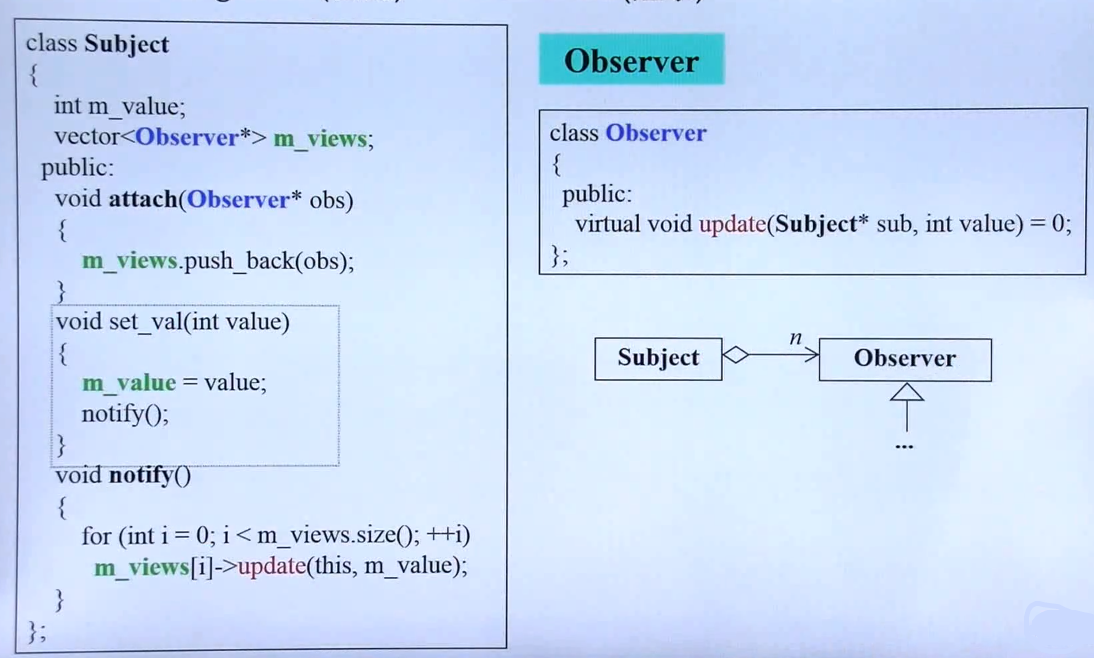 class Subject
{
int m_value;
vector<Observer*> m_views;
public:
void attach(Observer* obs)
{
m_views.push_back(obs);
}
void set_val(int value)
{
m_value = value;
notify();
}
void notify()
{
for (int i = 0; i < m_views.size(); ++i)
m_views[i]->update(this, m_value);
}
};
Observer
class Observer
{
public:
virtual void update(Subject* sub, int value) = 0;
};
Subject
n
Observer
...